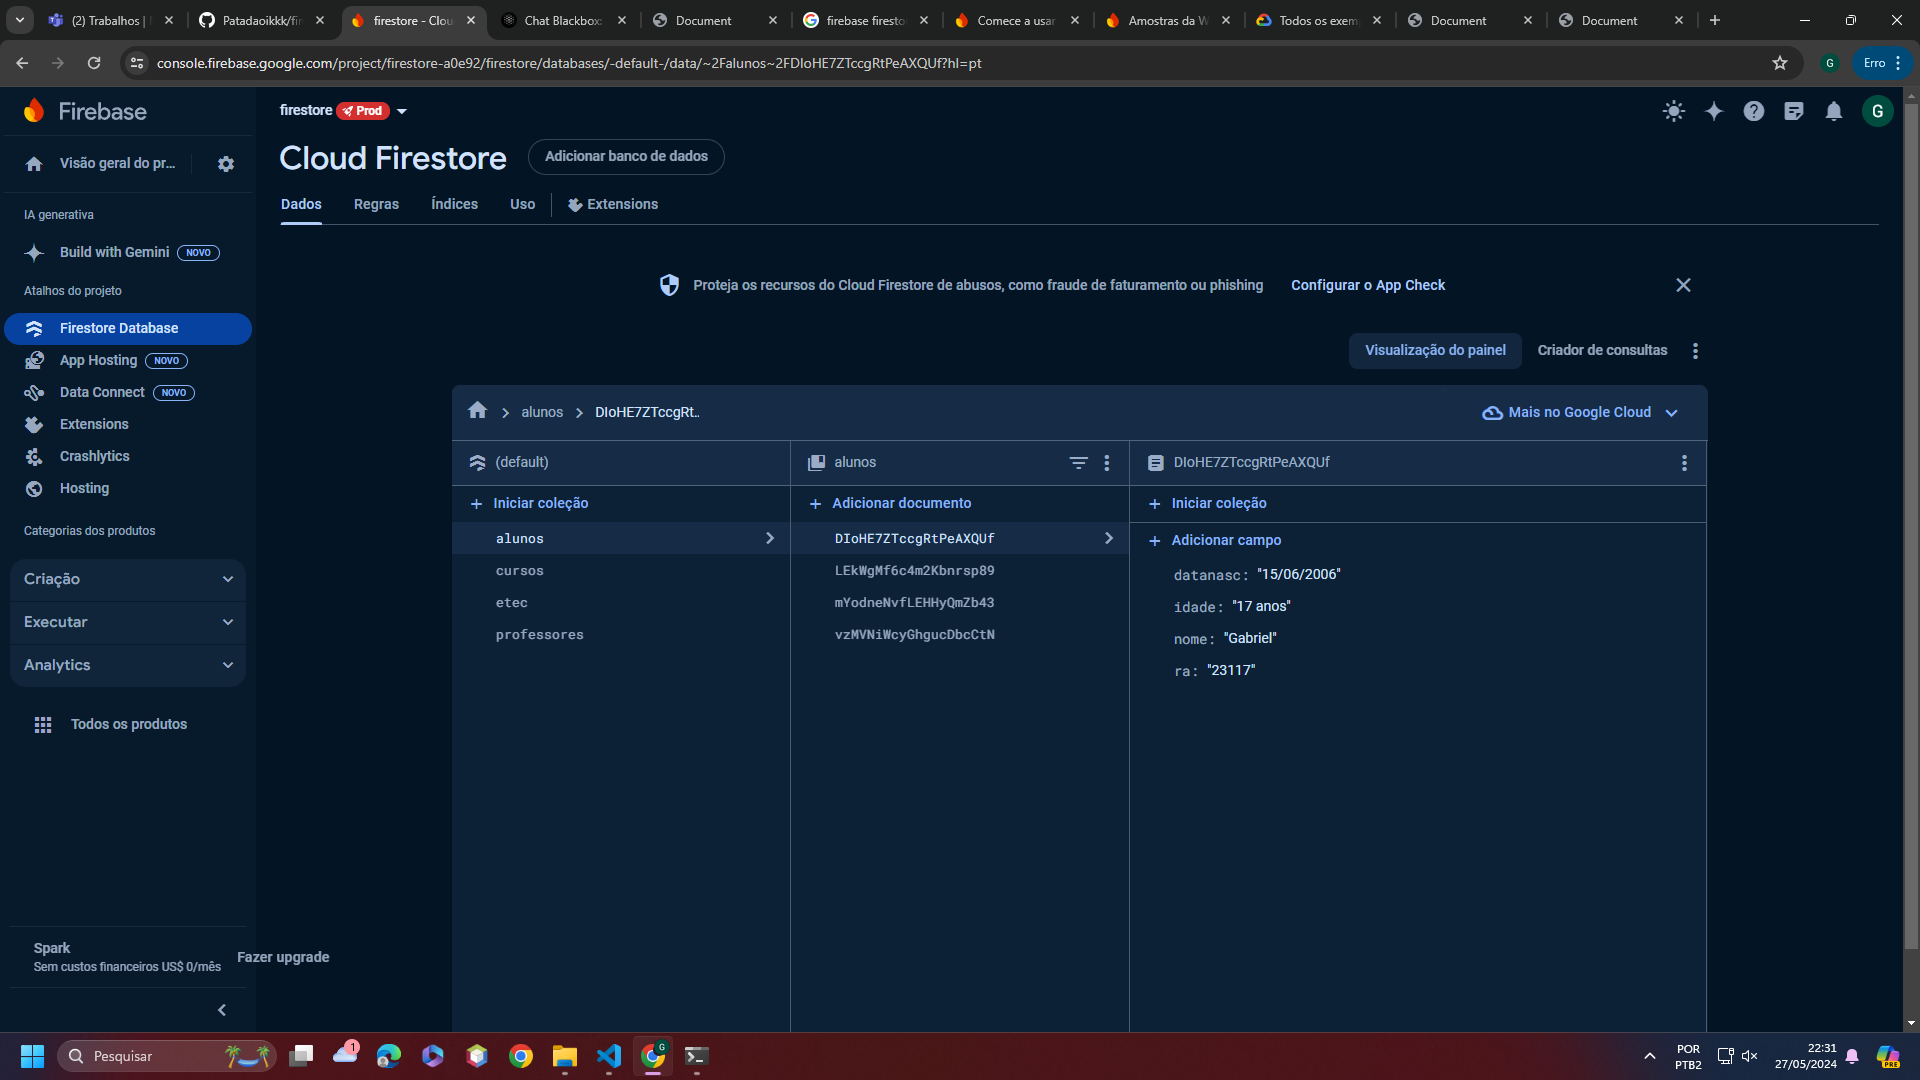 (2) Trabalhos |
Patadaoikkk/fir
firestore - Clou
Chat Blackbox:
Document
firebase firesto
Comece a usar
Amostras da W
Todos os exem
Document
Document
console.firebase.google.com/project/firestore-a0e92/firestore/databases/-default-/data/~2Falunos~2FDIoHE7ZTccgRtPeAXQUf?hl=pt
G
Erro
Firebase
firestore
Prod
G
Visão geral do pr...
Cloud Firestore
Adicionar banco de dados
Dados
Regras
Índices
Uso
Extensions
IA generativa
Build with Gemini
NOVO
Atalhos do projeto
Proteja os recursos do Cloud Firestore de abusos, como fraude de faturamento ou phishing
Configurar o App Check
Firestore Database
App Hosting
NOVO
Visualização do painel
Criador de consultas
Data Connect
NOVO
Extensions
alunos
DIoHE7ZTccgRt..
Mais no Google Cloud
Crashlytics
Hosting
(default)
alunos
DIoHE7ZTccgRtPeAXQUf
Categorias dos produtos
Iniciar coleção
Adicionar documento
Iniciar coleção
alunos
DIoHE7ZTccgRtPeAXQUf
Adicionar campo
cursos
LEkWgMf6c4m2Kbnrsp89
datanasc: "15/06/2006"
etec
mYodneNvfLEHHyQmZb43
idade: "17 anos"
professores
vzMVNiWcyGhgucDbcCtN
nome: "Gabriel"
ra: "23117"
Criação
Executar
Analytics
Todos os produtos
Spark
Sem custos financeiros US$ 0/mês
Fazer upgrade
Pesquisar
1
G
POR
PTB2
22:31
27/05/2024
PRE